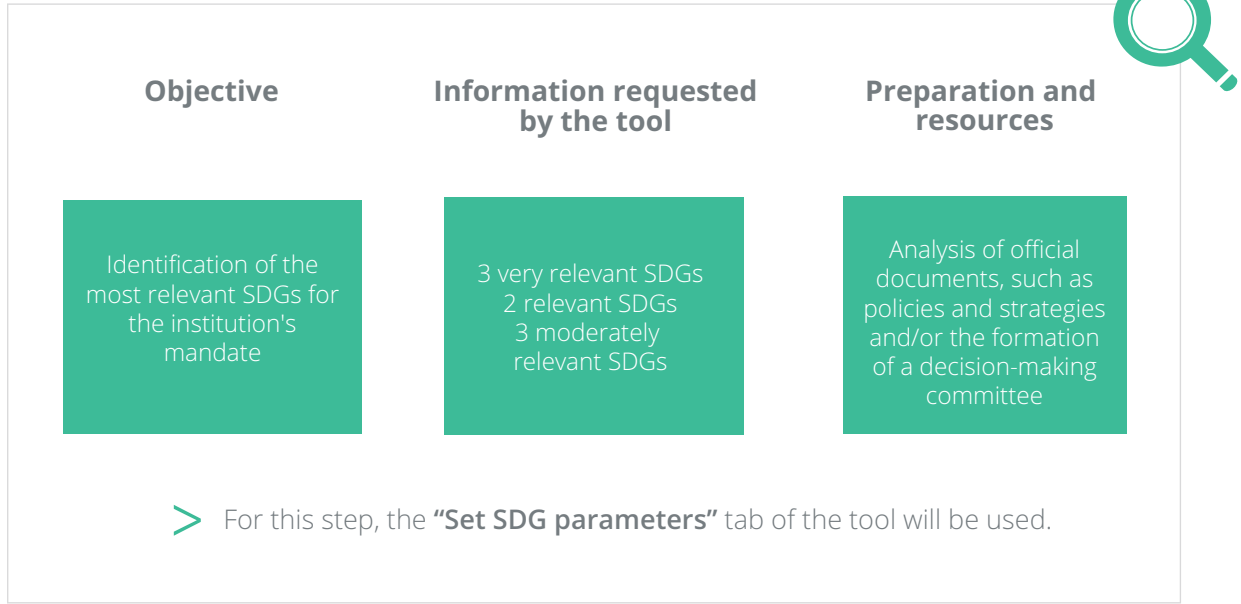 Objective
Information requested
by the tool
Preparation and
resources
Identification of the
most relevant SDGs for
the institution's
mandate
3 very relevant SDGs
2 relevant SDGs
3 moderately
relevant SDGs
Analysis of official
documents, such as
policies and strategies
and/or the formation
of a decision-making
committee
> For this step, the “Set SDG parameters” tab of the tool will be used.